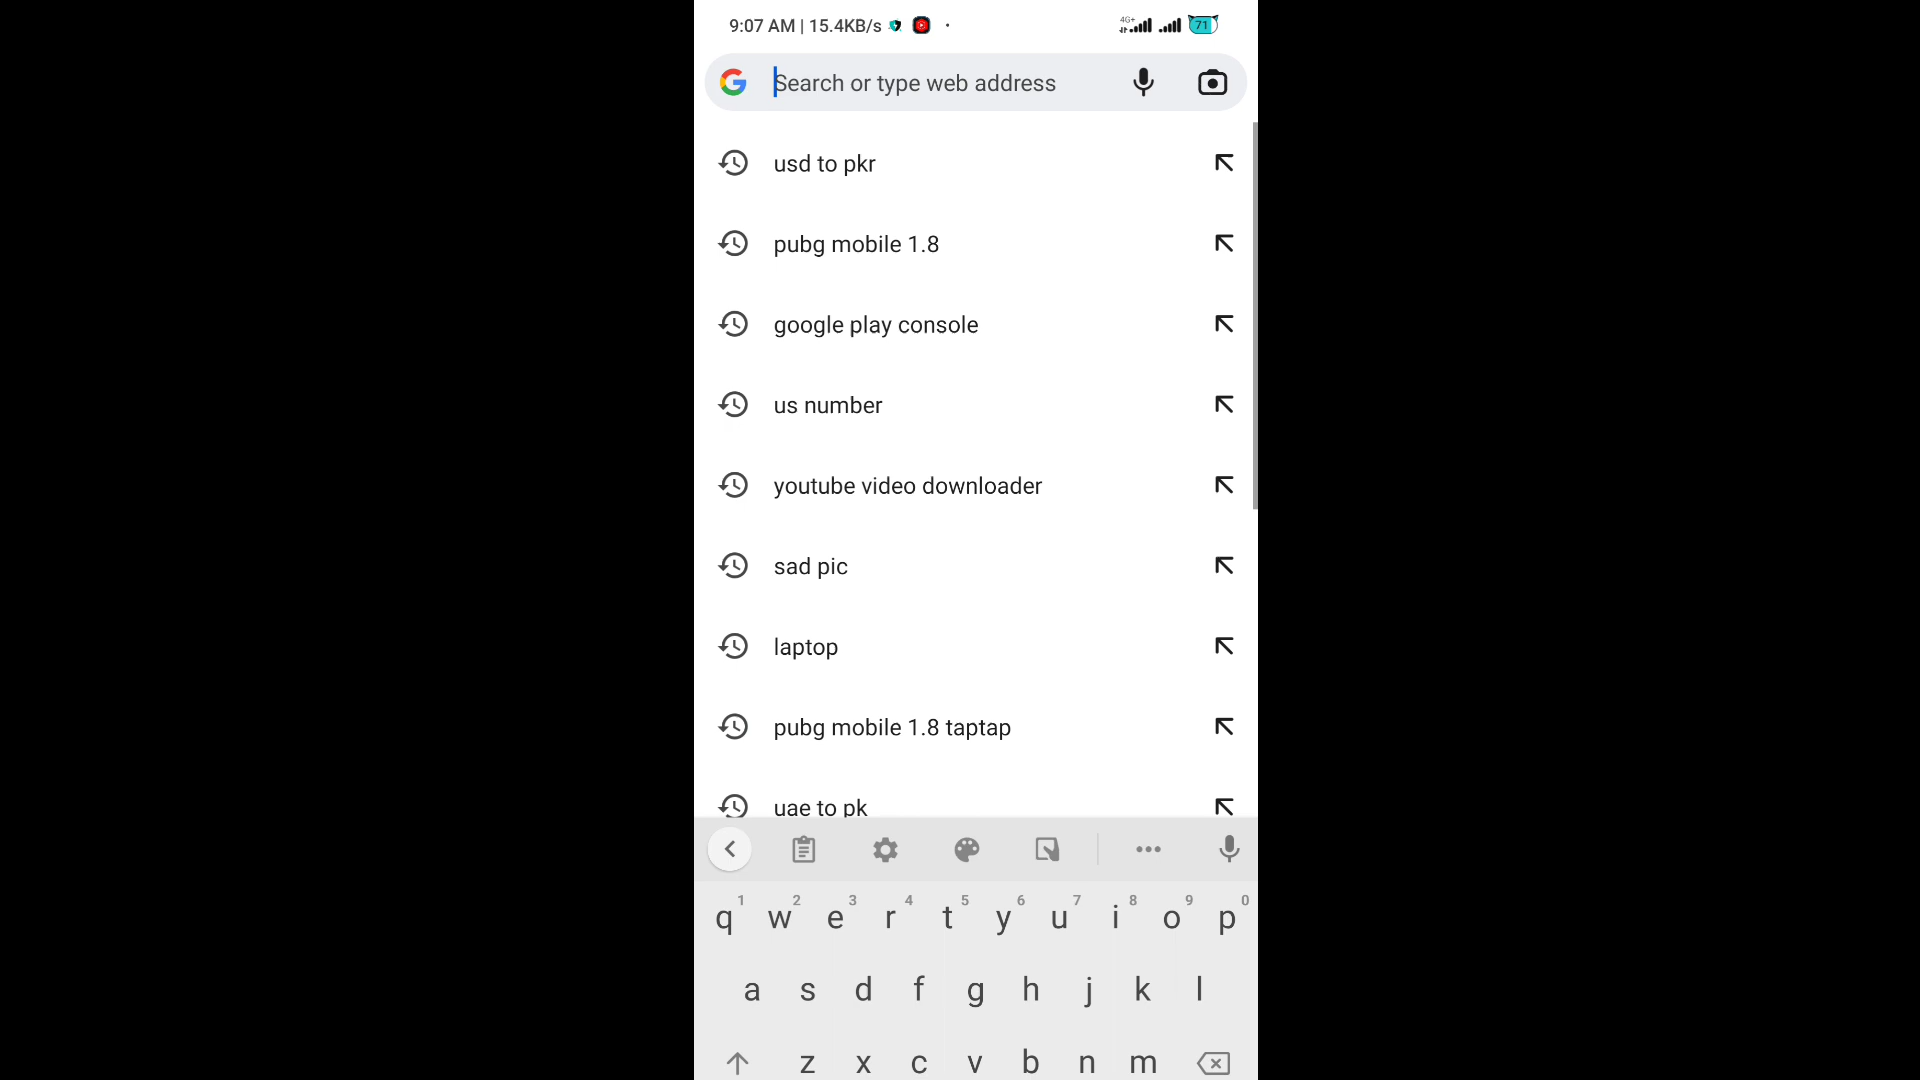 9:07 AM | 15.4KB/s 4G+ 71
Search or type web address
usd to pkr
pubg mobile 1.8
google play console
us number
youtube video downloader
sad pic
laptop
pubg mobile 1.8 taptap
uae to pk
1 2 3 4 5 6 7 8 9 0
q w e r t y u i o p
a s d f g h j k l
z x c v b n m